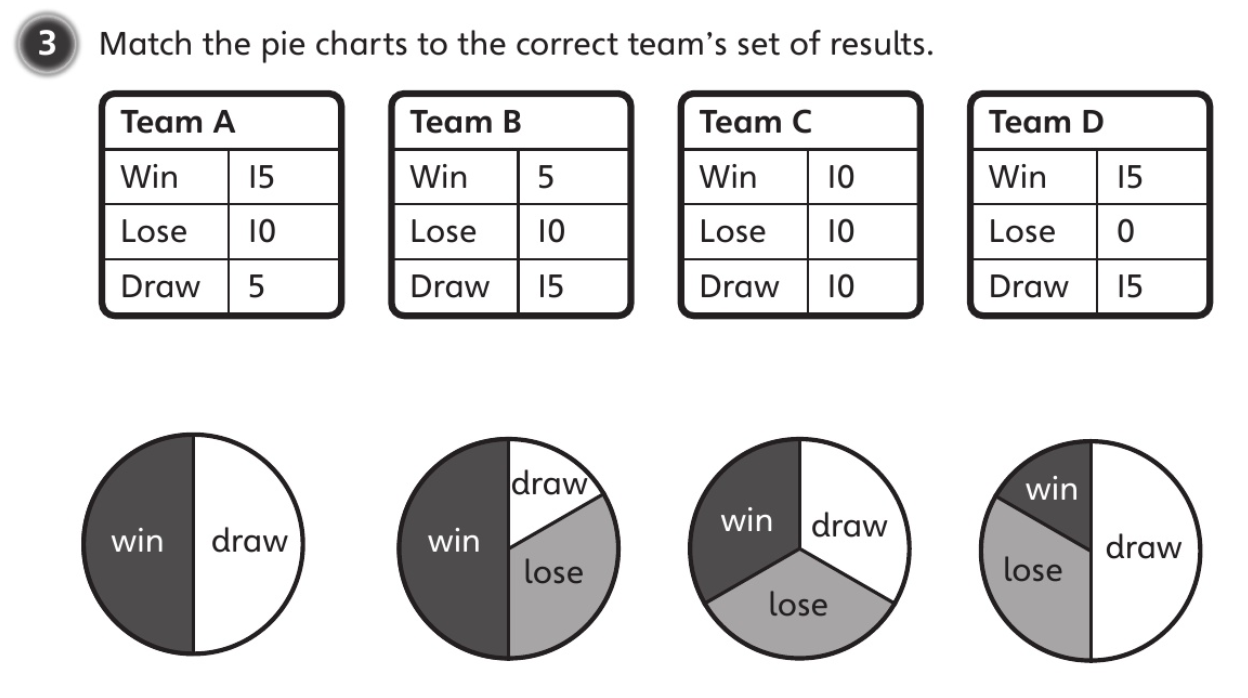 3 Match the pie charts to the correct team's set of results.
Team A
Win 15
Lose 10
Draw 5
Team B
Win 5
Lose 10
Draw 15
Team C
Win 10
Lose 10
Draw 10
Team D
Win 15
Lose 0
Draw 15
win draw
win draw
lose
win draw
lose
win draw
lose